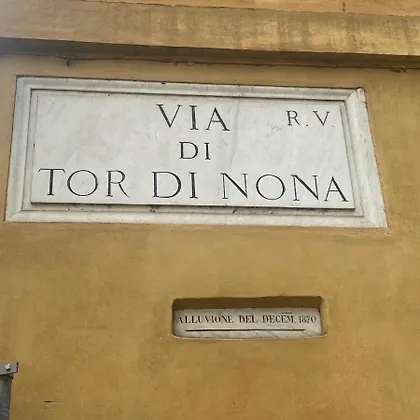 VIA R.V.
DI
TOR DI NONA
ALLUVIONE DEL DECEM̅. 1870